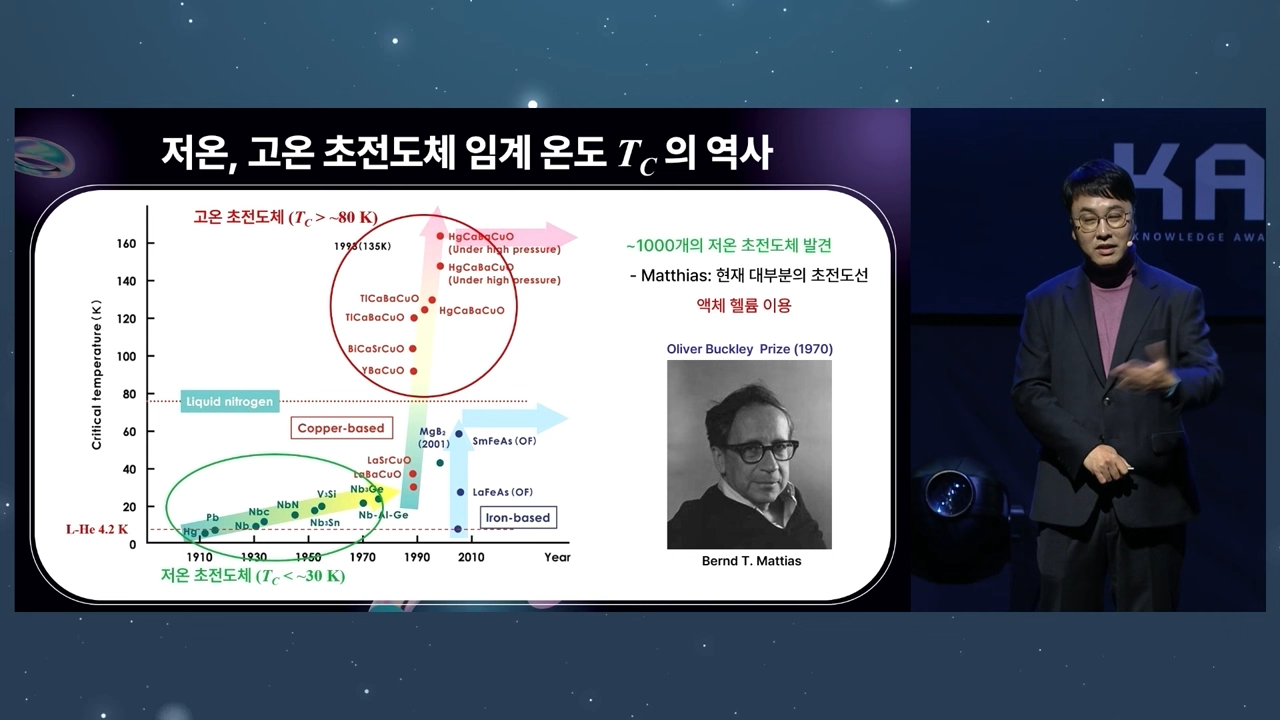 저온, 고온 초전도체 임계 온도 T_C 의 역사
고온 초전도체 (T_C > ~80 K)
1993(135K)
HgCaBaCuO
(Under high pressure)
HgCaBaCuO
(Under high pressure)
TlCaBaCuO
HgCaBaCuO
TlCaBaCuO
BiCaSrCuO
YBaCuO
Liquid nitrogen
Copper-based
MgB₂
(2001)
SmFeAs (OF)
LaSrCuO
LaBaCuO
LaFeAs (OF)
Iron-based
Nb₃Ge
Nb-Al-Ge
V₃Si
Nb₃Sn
NbN
Nbc
Nb
Pb
Hg
L-He 4.2 K
Critical temperature (K)
160
140
120
100
80
60
40
20
0
1910
1930
1950
1970
1990
2010
Year
저온 초전도체 (T_C < ~30 K)
~1000개의 저온 초전도체 발견
- Matthias: 현재 대부분의 초전도선
액체 헬륨 이용
Oliver Buckley Prize (1970)
Bernd T. Mattias
KA
KNOWLEDGE AWA